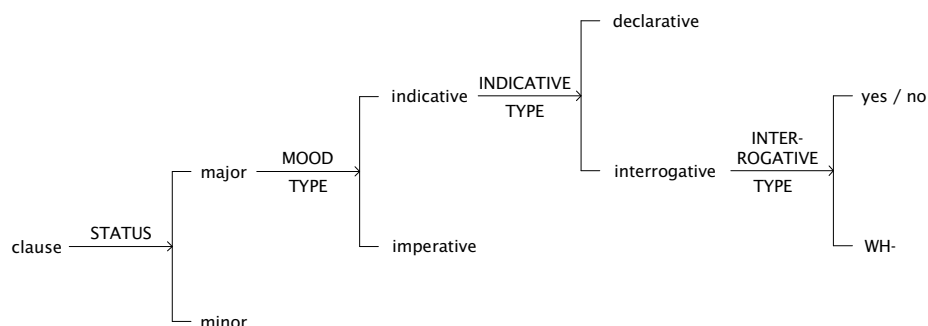 declarative
indicative
INDICATIVE
TYPE
yes / no
major
MOOD
TYPE
interrogative
INTER-
ROGATIVE
TYPE
clause
STATUS
imperative
WH-
minor